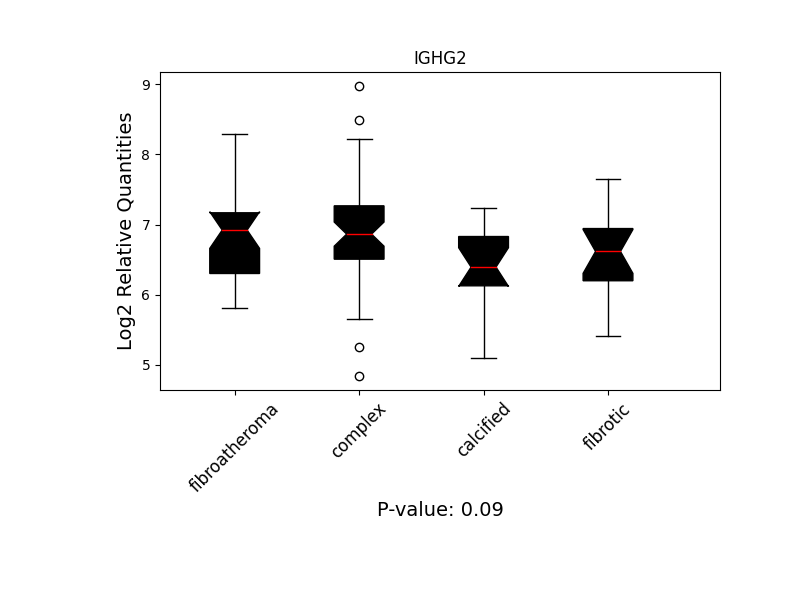 IGHG2
Log2 Relative Quantities
9
8
7
6
5
fibroatheroma
complex
calcified
fibrotic
P-value: 0.09